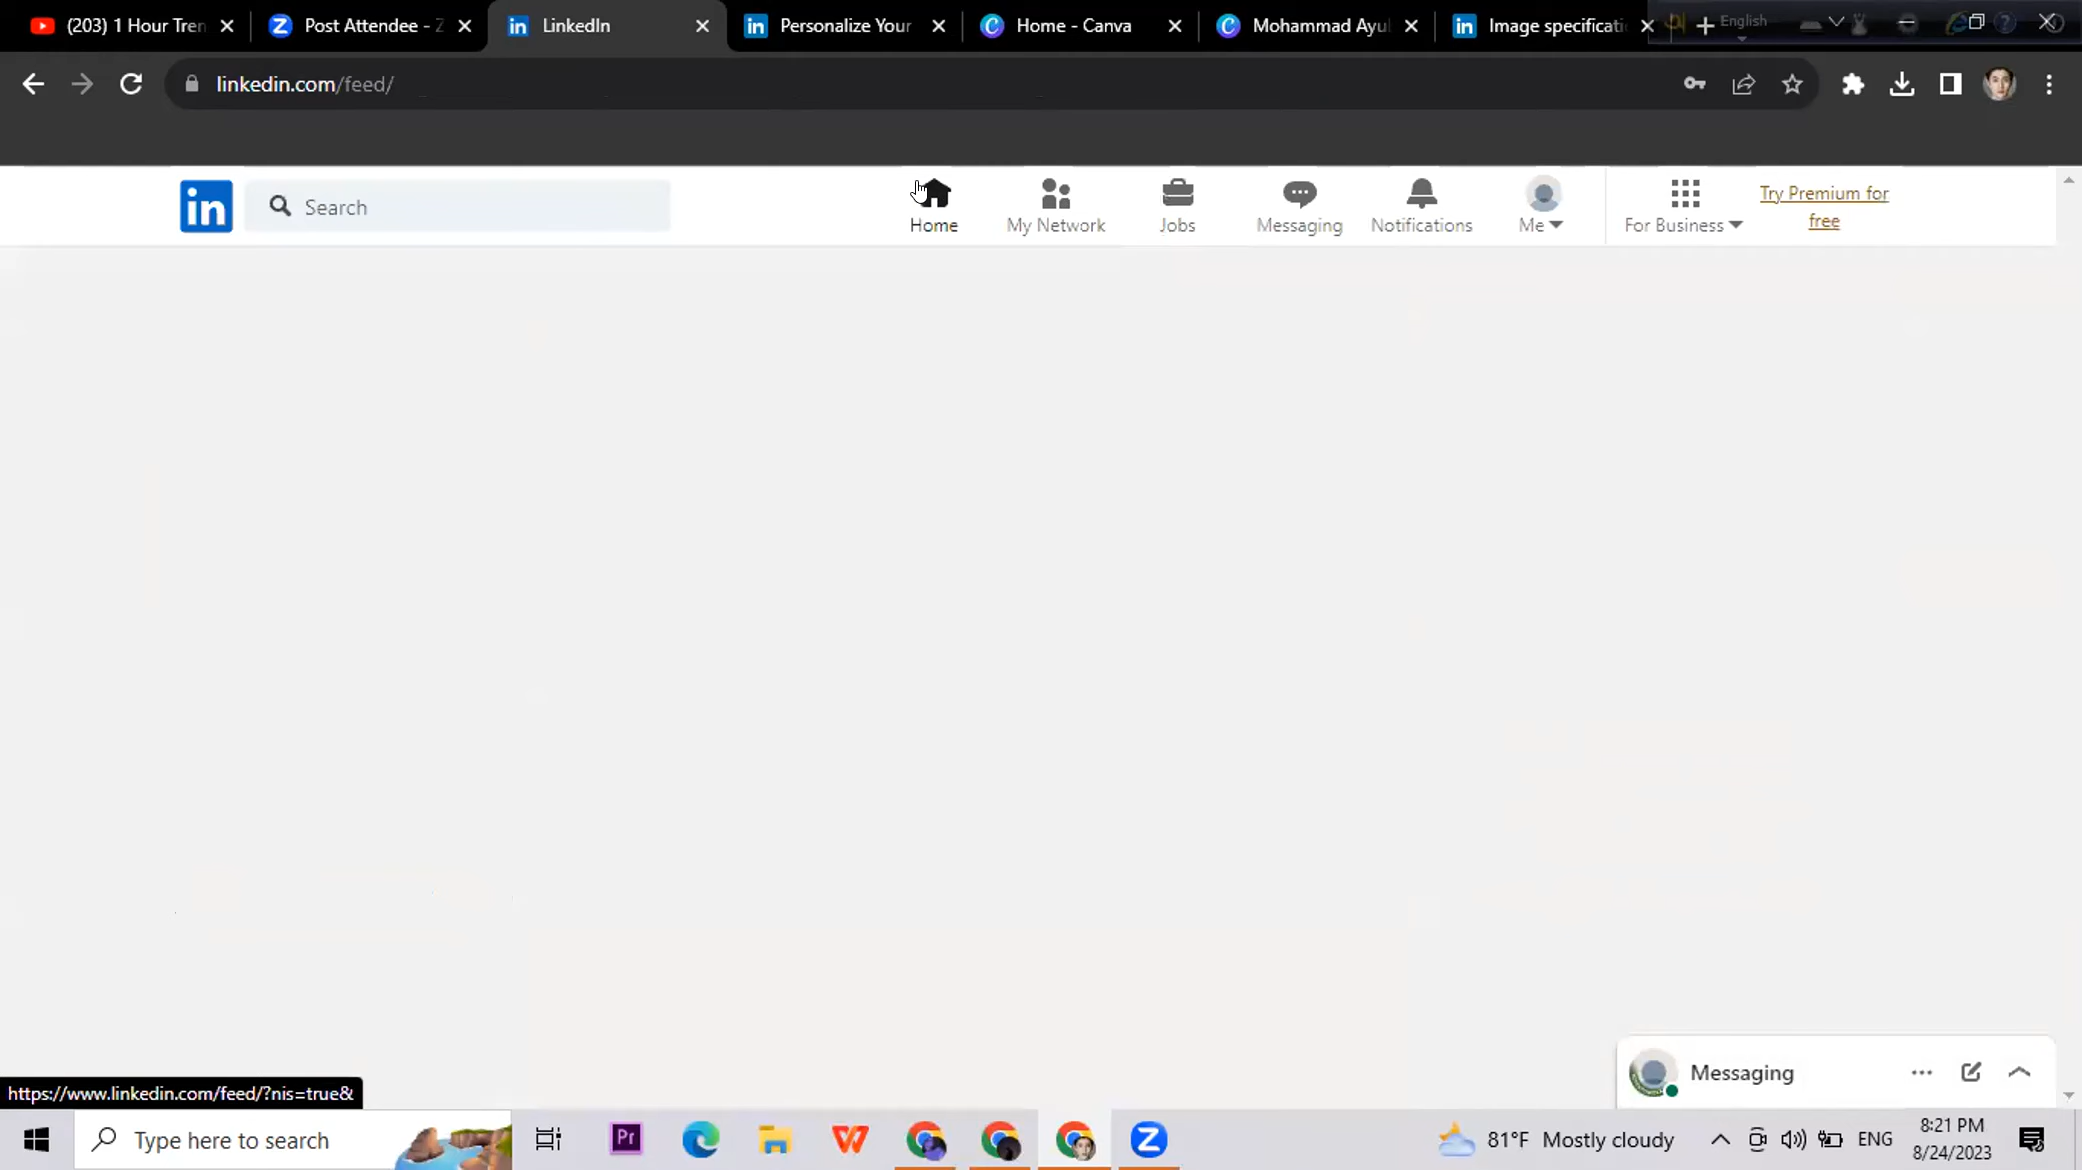 (203) 1 Hour Tren
Post Attendee - Z
LinkedIn
Personalize Your
Home - Canva
Mohammad Ayu
Image specificati
English
linkedin.com/feed/
in
Search
Home
My Network
Jobs
Messaging
Notifications
Me
For Business
Try Premium for
free
Messaging
https://www.linkedin.com/feed/?nis=true&
Type here to search
Pr
81°F Mostly cloudy
ENG
8:21 PM
8/24/2023